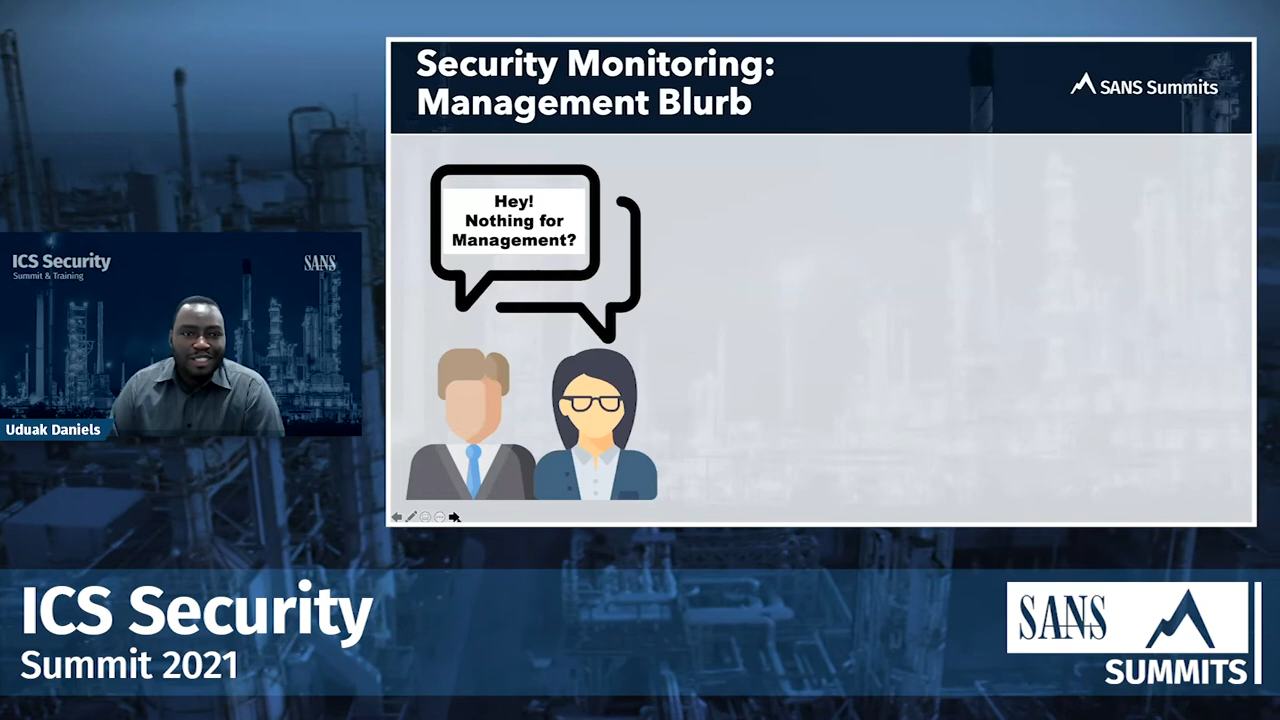 Security Monitoring:
Management Blurb
SANS Summits
Hey!
Nothing for
Management?
ICS Security
Summit & Training
SANS
Uduak Daniels
ICS Security
Summit 2021
SANS
SUMMITS